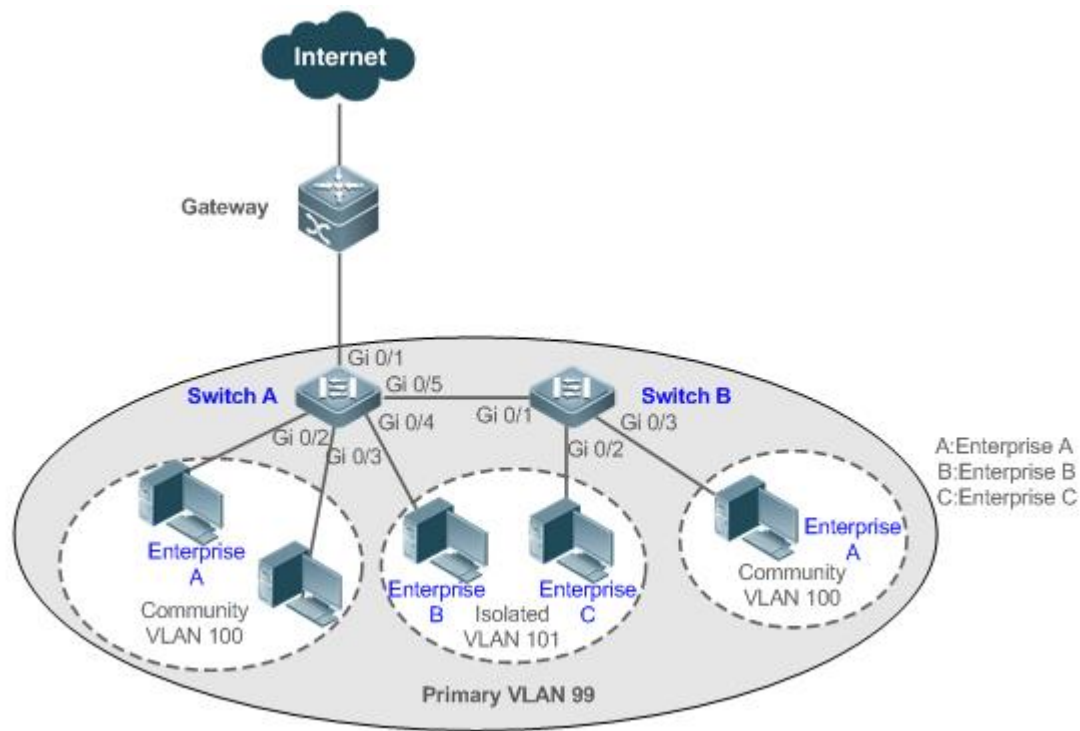 Internet
Gateway
Gi 0/1
Switch A
Gi 0/5
Gi 0/1
Switch B
Gi 0/2
Gi 0/3
Gi 0/4
Gi 0/2
Gi 0/3
A:Enterprise A
B:Enterprise B
C:Enterprise C
Enterprise
A
Community
VLAN 100
Enterprise
B
Isolated
VLAN 101
Enterprise
C
Enterprise
A
Community
VLAN 100
Primary VLAN 99